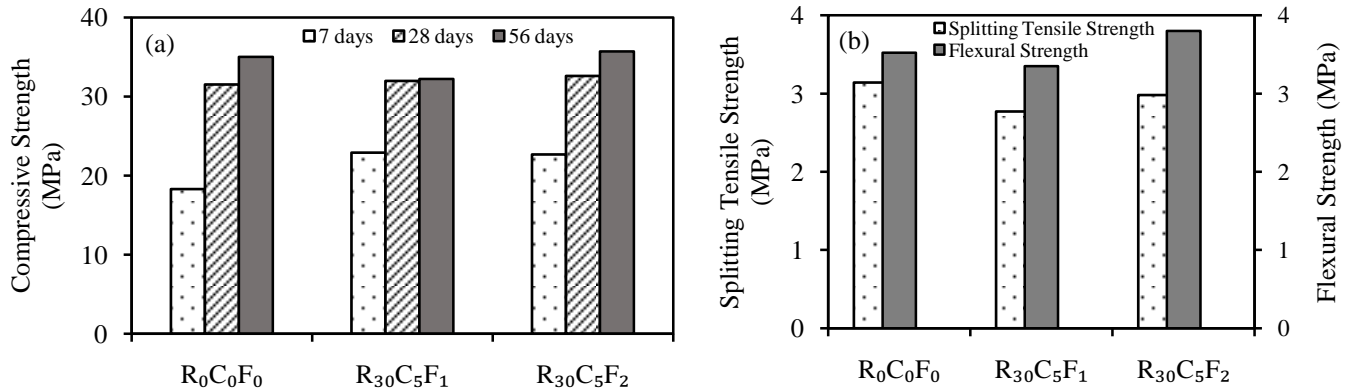 (a)
7 days 28 days 56 days
Compressive Strength
(MPa)
40
30
20
10
0
R₀C₀F₀ R₃₀C₅F₁ R₃₀C₅F₂
(b)
Splitting Tensile Strength
Flexural Strength
Splitting Tensile Strength
(MPa)
4
3
2
1
0
Flexural Strength (MPa)
4
3
2
1
0
R₀C₀F₀ R₃₀C₅F₁ R₃₀C₅F₂